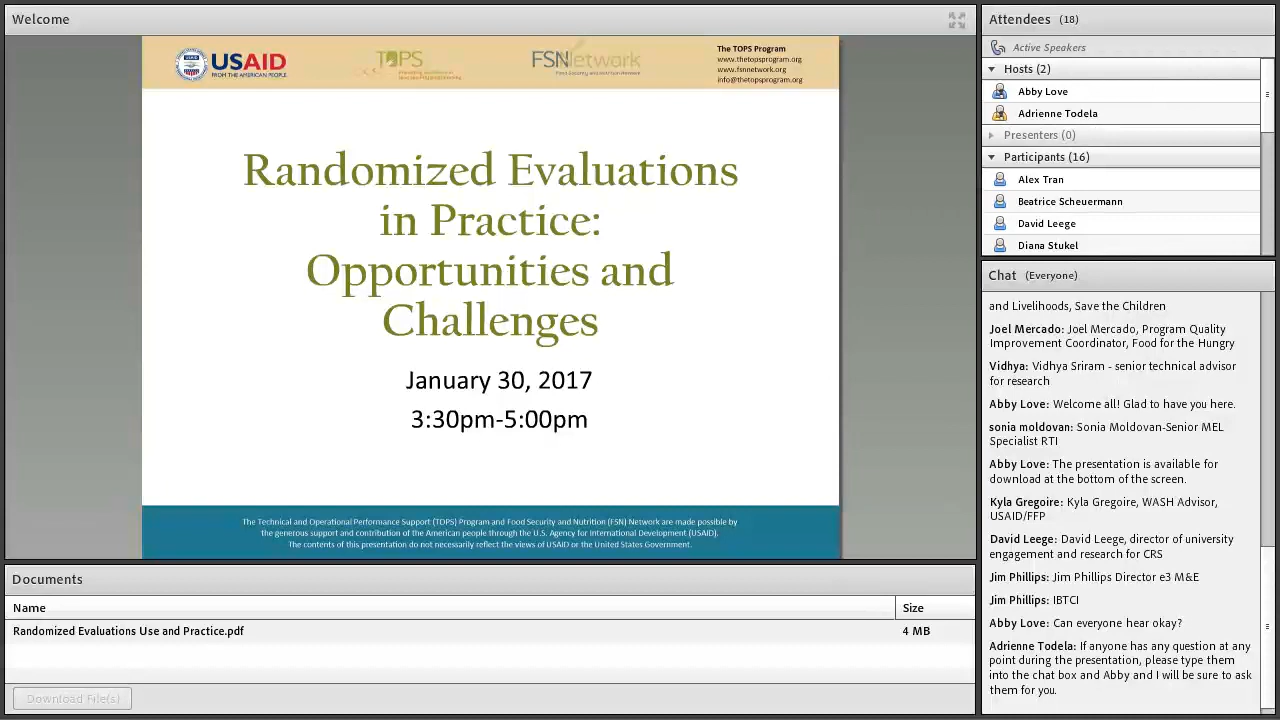 Welcome
USAID
FROM THE AMERICAN PEOPLE
TOPS
FSNetwork
The TOPS Program
www.thetopsprogram.org
www.fsnnetwork.org
info@thetopsprogram.org
Randomized Evaluations
in Practice:
Opportunities and
Challenges
January 30, 2017
3:30pm-5:00pm
The Technical and Operational Performance Support (TOPS) Program and Food Security and Nutrition (FSN) Network are made possible by
the generous support and contribution of the American people through the U.S. Agency for International Development (USAID).
The contents of this presentation do not necessarily reflect the views of USAID or the United States Government.
Documents
Name
Size
Randomized Evaluations Use and Practice.pdf
4 MB
Download File(s)
Attendees (18)
Active Speakers
Hosts (2)
Abby Love
Adrienne Todela
Presenters (0)
Participants (16)
Alex Tran
Beatrice Scheuermann
David Leege
Diana Stukel
Chat (Everyone)
and Livelihoods, Save the Children
Joel Mercado: Joel Mercado, Program Quality
Improvement Coordinator, Food for the Hungry
Vidhya: Vidhya Sriram - senior technical advisor
for research
Abby Love: Welcome all! Glad to have you here.
sonia moldovan: Sonia Moldovan-Senior MEL
Specialist RTI
Abby Love: The presentation is available for
download at the bottom of the screen.
Kyla Gregore: Kyla Gregore, WASH Advisor,
USAID/FFP
David Leege: David Leege, director of university
engagement and research for CRS
Jim Phillips: Jim Phillips Director e3 M&E
Jim Phillips: IBTCI
Abby Love: Can everyone hear okay?
Adrienne Todela: If anyone has any question at any
point during the presentation, please type them
into the chat box and Abby and I will be sure to ask
them for you.